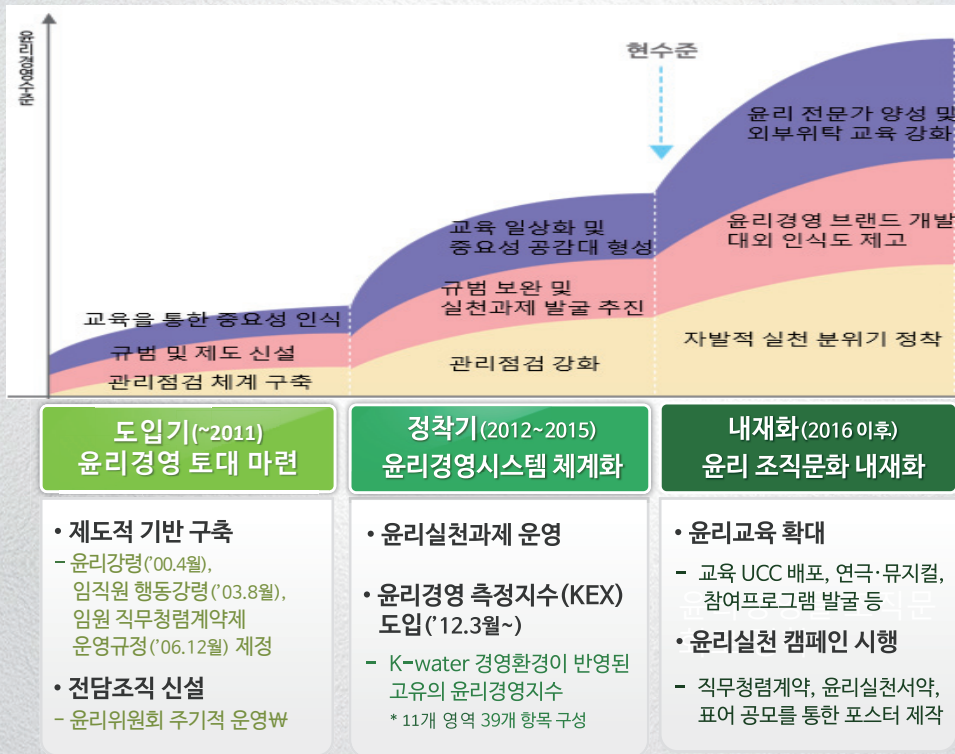 윤리경영수준
현수준
윤리 전문가 양성 및
외부위탁 교육 강화
교육 일상화 및
중요성 공감대 형성
윤리경영 브랜드 개발
대외 인식도 제고
규범 보완 및
실천과제 발굴 추진
교육을 통한 중요성 인식
규범 및 제도 신설
관리점검 체계 구축
관리점검 강화
자발적 실천 분위기 정착
도입기(~2011)
윤리경영 토대 마련
• 제도적 기반 구축
- 윤리강령('00.4월),
임직원 행동강령('03.8월),
임원 직무청렴계약제
운영규정('06.12월) 제정
• 전담조직 신설
- 윤리위원회 주기적 운영₩
정착기(2012~2015)
윤리경영시스템 체계화
• 윤리실천과제 운영
• 윤리경영 측정지수(KEX)
도입('12.3월~)
- K-water 경영환경이 반영된
고유의 윤리경영지수
* 11개 영역 39개 항목 구성
내재화(2016 이후)
윤리 조직문화 내재화
• 윤리교육 확대
- 교육 UCC 배포, 연극·뮤지컬,
참여프로그램 발굴 등
• 윤리실천 캠페인 시행
- 직무청렴계약, 윤리실천서약,
표어 공모를 통한 포스터 제작